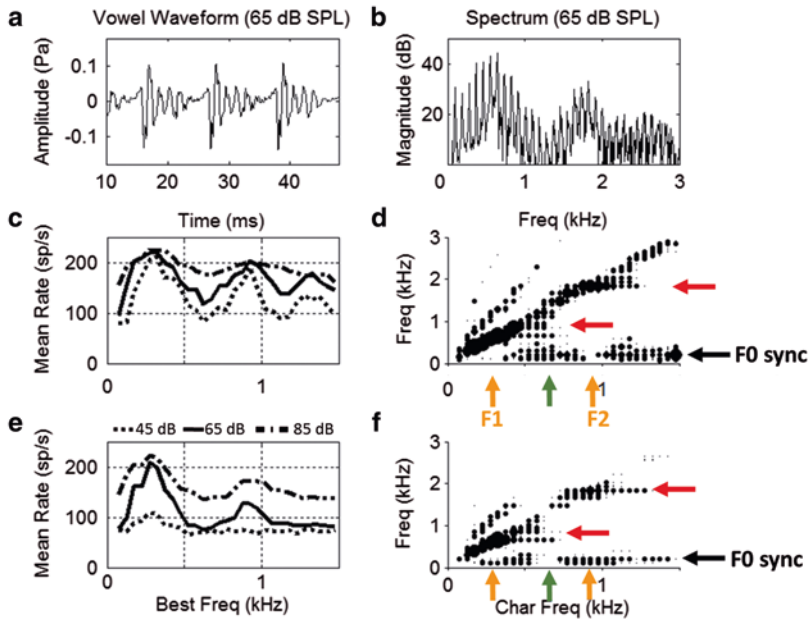 a Vowel Waveform (65 dB SPL)
b Spectrum (65 dB SPL)
Amplitude (Pa)
0.1
0
-0.1
10 20 30 40
Time (ms)
Magnitude (dB)
40
20
0 1 2 3
Freq (kHz)
c
Mean Rate (sp/s)
200
100
0
0 1
d
Freq (kHz)
3
2
1
0
0 1
F0 sync
F1 F2
e
45 dB 65 dB 85 dB
Mean Rate (sp/s)
200
100
0
0 1
Best Freq (kHz)
f
Freq (kHz)
3
2
1
0
0 1
F0 sync
Char Freq (kHz)